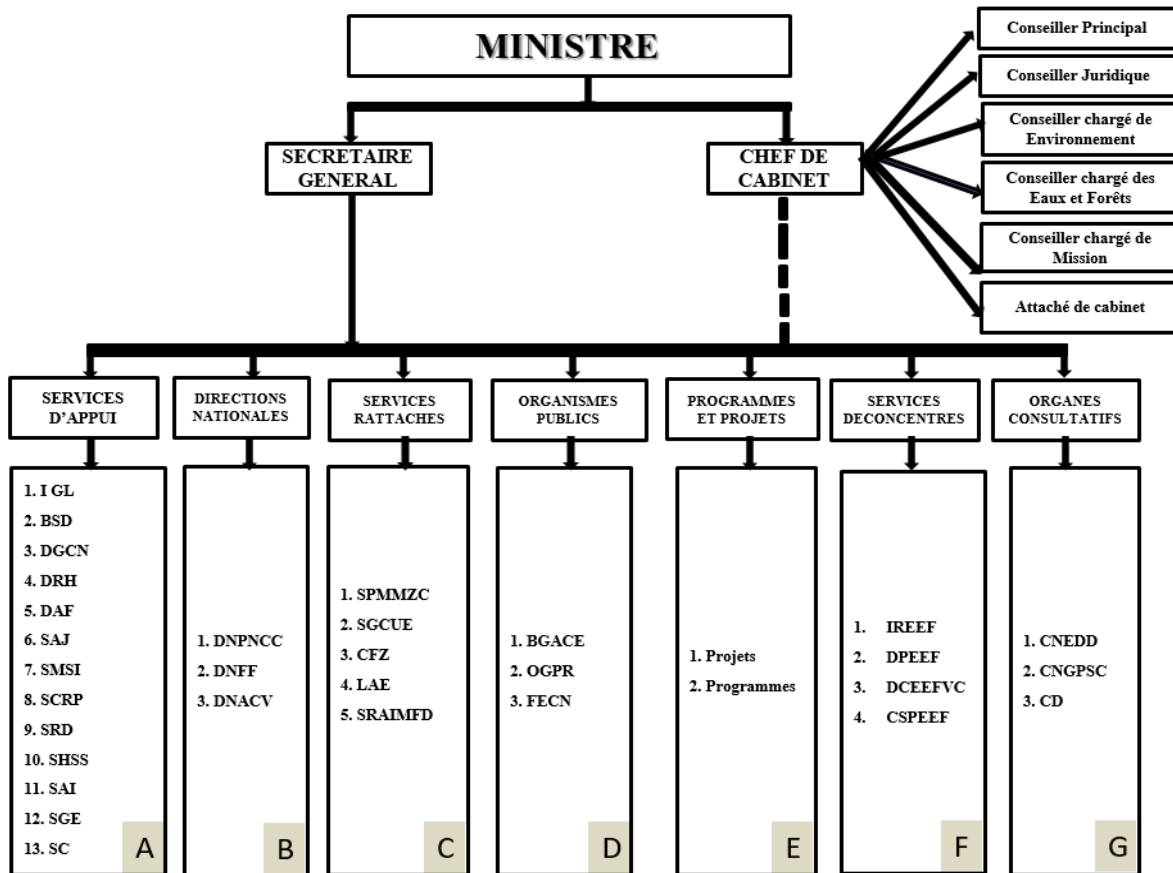 MINISTRE
Conseiller Principal
Conseiller Juridique
Conseiller chargé de
Environnement
Conseiller chargé des
Eaux et Forêts
Conseiller chargé de
Mission
Attaché de cabinet
SECRETAIRE
GENERAL
CHEF DE
CABINET
SERVICES
D'APPUI
DIRECTIONS
NATIONALES
SERVICES
RATTACHES
ORGANISMES
PUBLICS
PROGRAMMES
ET PROJETS
SERVICES
DECONCENTRES
ORGANES
CONSULTATIFS
1. I GL
2. BSD
3. DGCN
4. DRH
5. DAF
6. SAJ
7. SMSI
8. SCRP
9. SRD
10. SHSS
11. SAI
12. SGE
13. SC
A
1. DNPNCC
2. DNFF
3. DNACV
B
1. SPMMZC
2. SGCUE
3. CFZ
4. LAE
5. SRAIMFD
C
1. BGACE
2. OGPR
3. FECN
D
1. Projets
2. Programmes
E
1. IREEF
2. DPEEF
3. DCEEFVC
4. CSPEEF
F
1. CNEDD
2. CNGPSC
3. CD
G